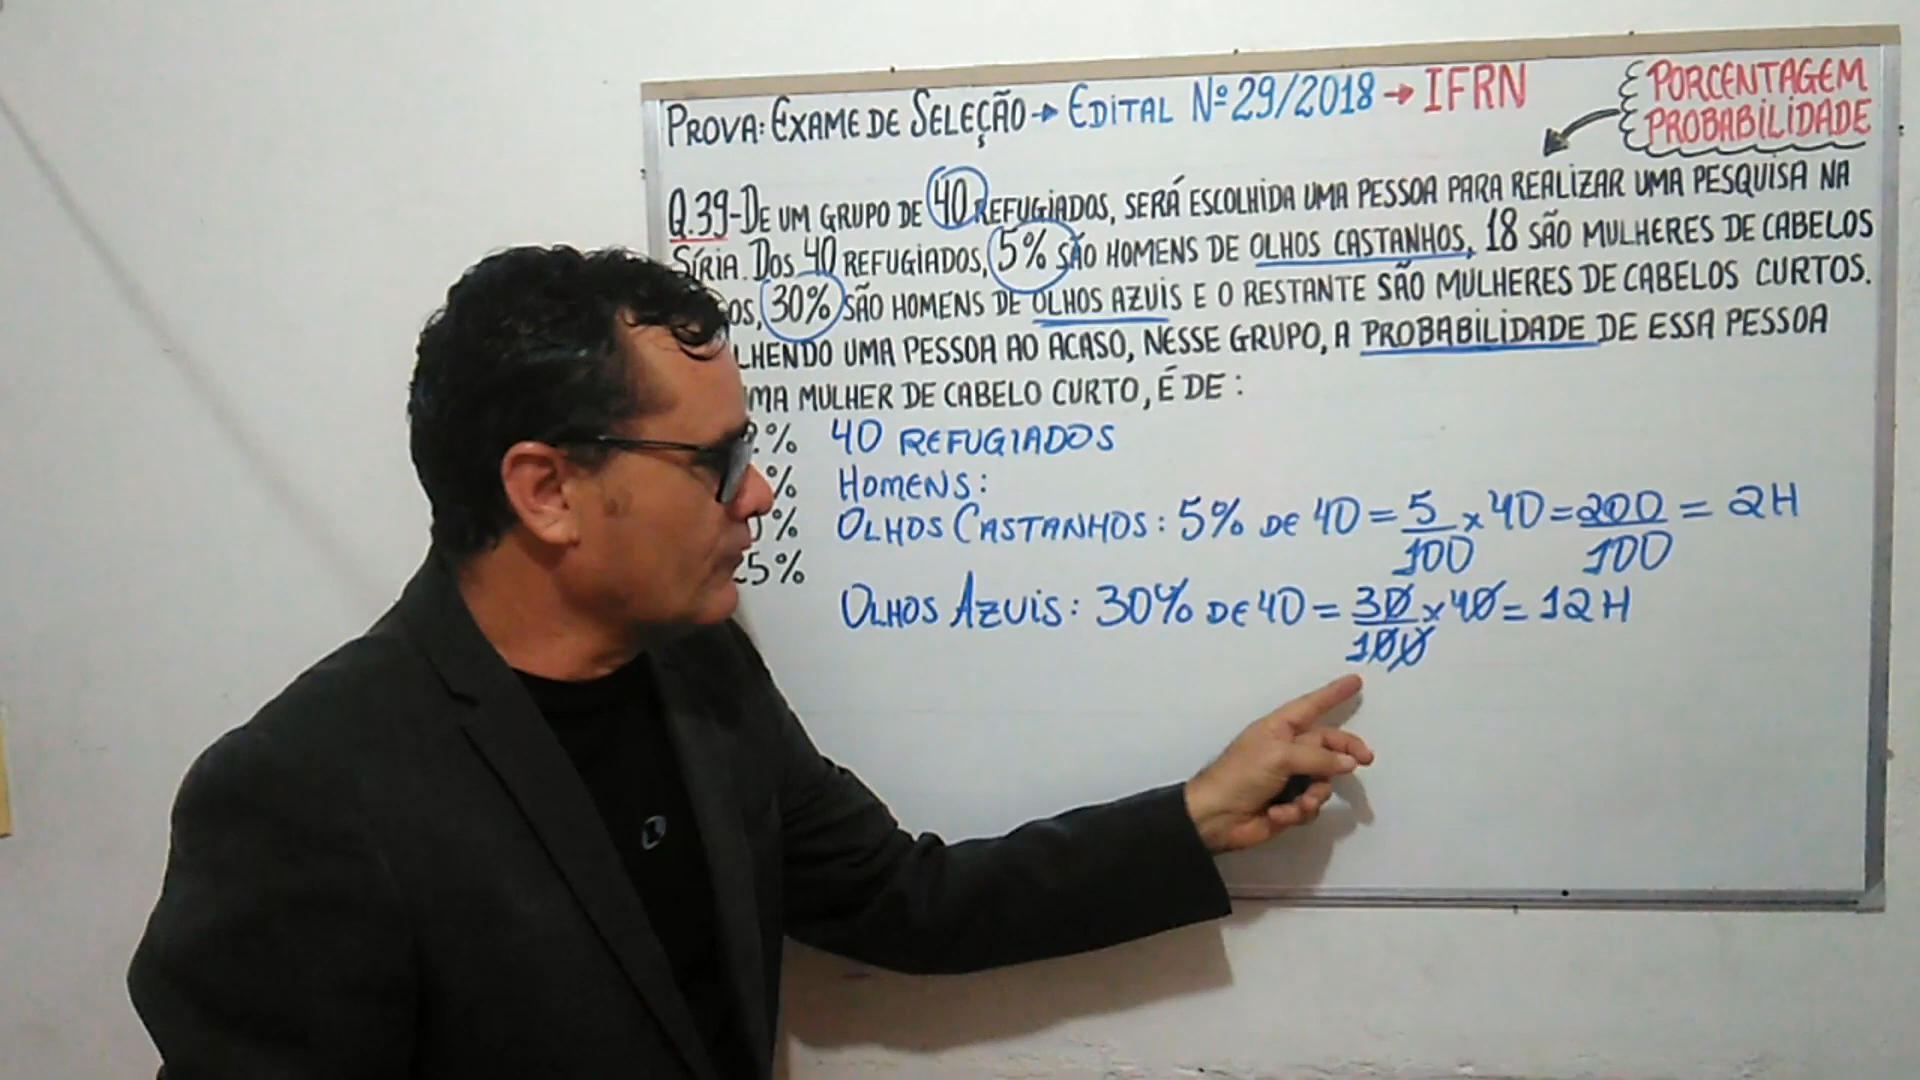 PROVA: EXAME DE SELEÇÃO → EDITAL Nº 29/2018 → IFRN
PORCENTAGEM
PROBABILIDADE
Q.39-DE UM GRUPO DE 40 REFUGIADOS, SERÁ ESCOLHIDA UMA PESSOA PARA REALIZAR UMA PESQUISA NA
SÍRIA. DOS 40 REFUGIADOS, 5% SÃO HOMENS DE OLHOS CASTANHOS, 18 SÃO MULHERES DE CABELOS
OS, 30% SÃO HOMENS DE OLHOS AZUIS E O RESTANTE SÃO MULHERES DE CABELOS CURTOS.
LHENDO UMA PESSOA AO ACASO, NESSE GRUPO, A PROBABILIDADE DE ESSA PESSOA
MA MULHER DE CABELO CURTO, É DE :
% 40 REFUGIADOS
% HOMENS:
% OLHOS CASTANHOS: 5% DE 40 = 5/100 x 40 = 200/100 = 2H
5%
OLHOS AZUIS: 30% DE 40 = 30/100 x 40 = 12H